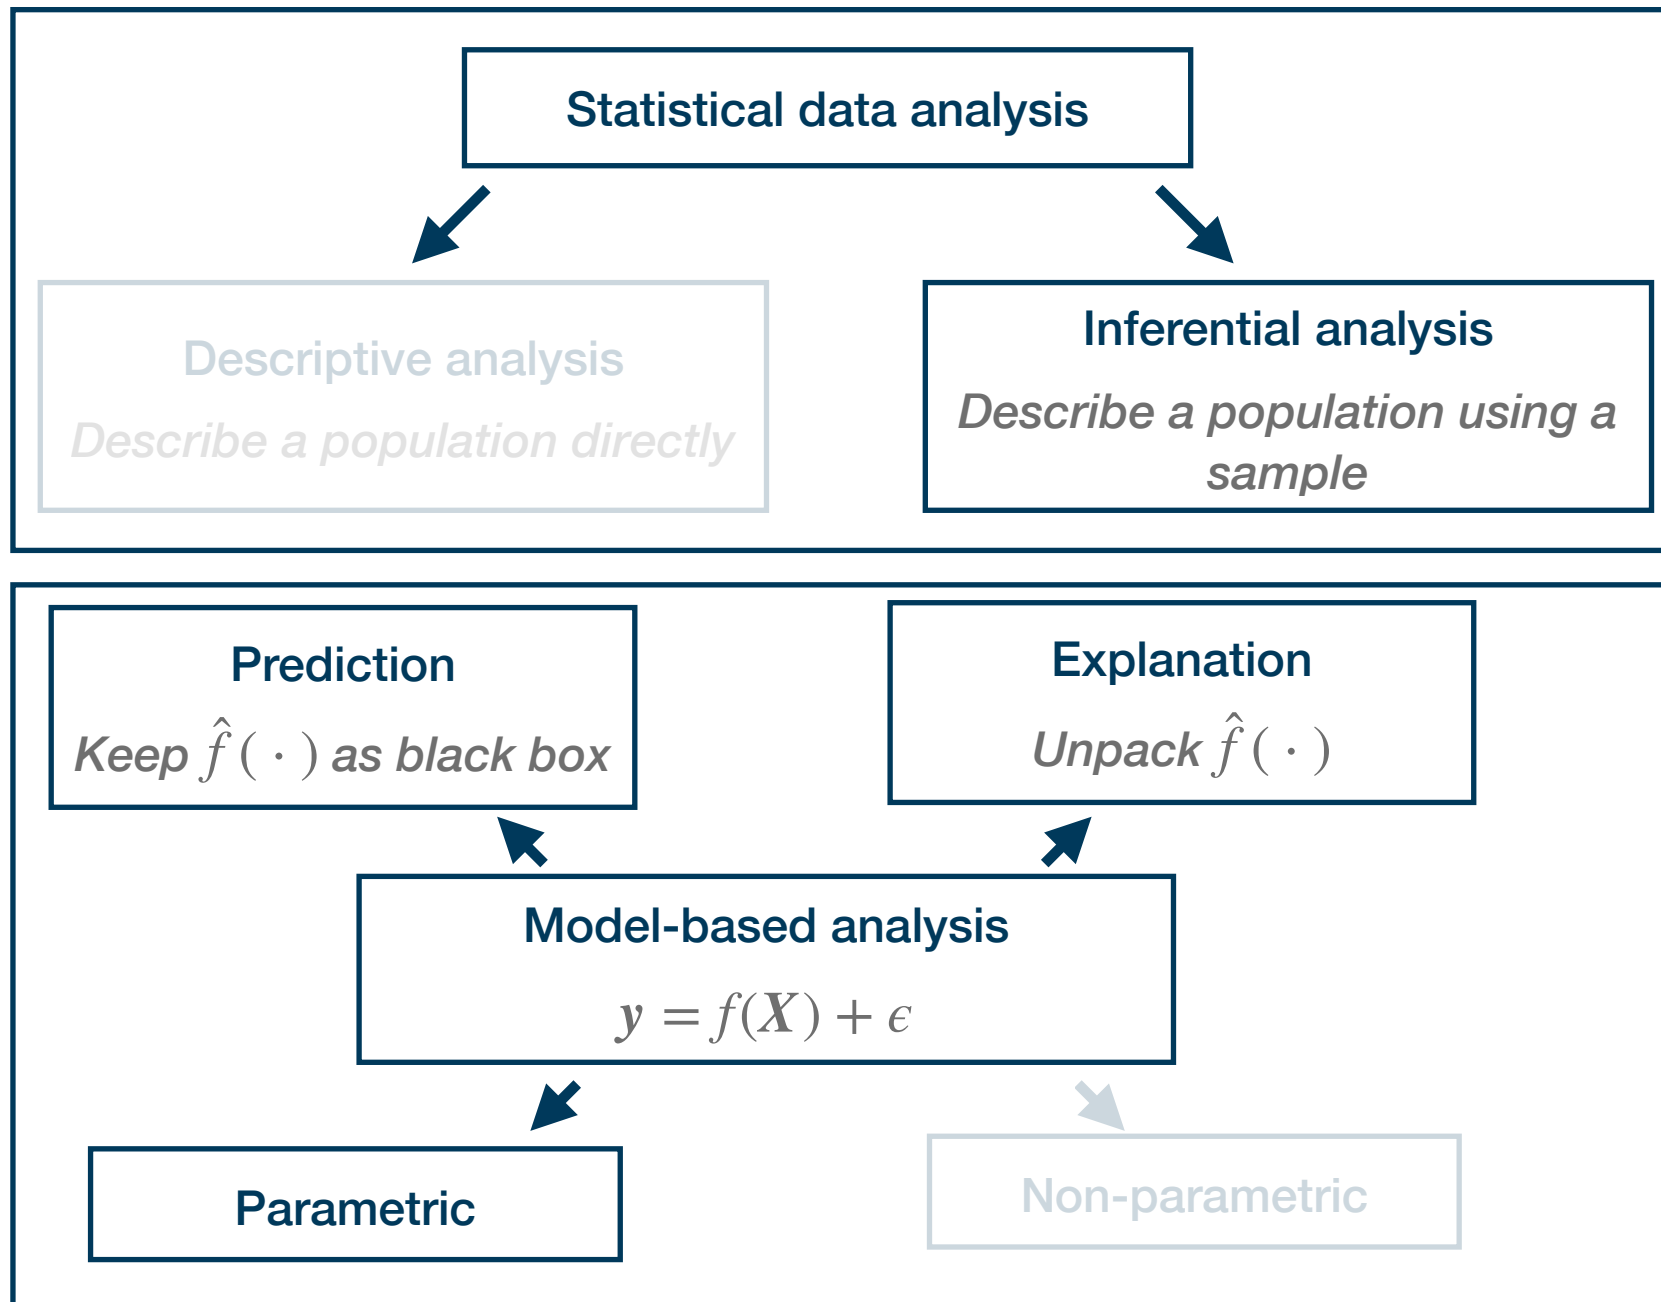 Statistical data analysis
Descriptive analysis
Describe a population directly
Inferential analysis
Describe a population using a
sample
Prediction
Keep f̂ ( · ) as black box
Explanation
Unpack f̂ ( · )
Model-based analysis
y = f(X) + ϵ
Parametric
Non-parametric